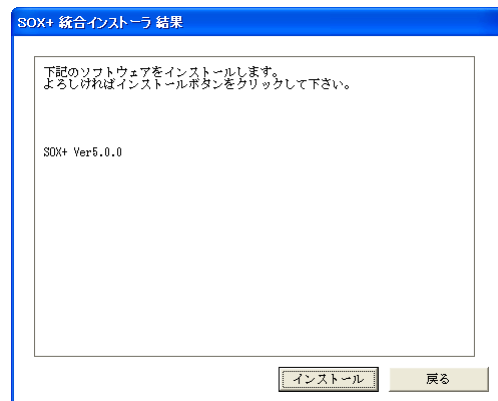 SOX+ 統合インストーラ 結果
下記のソフトウェアをインストールします。
よろしければインストールボタンをクリックして下さい。
SOX+ Ver5.0.0
インストール
戻る